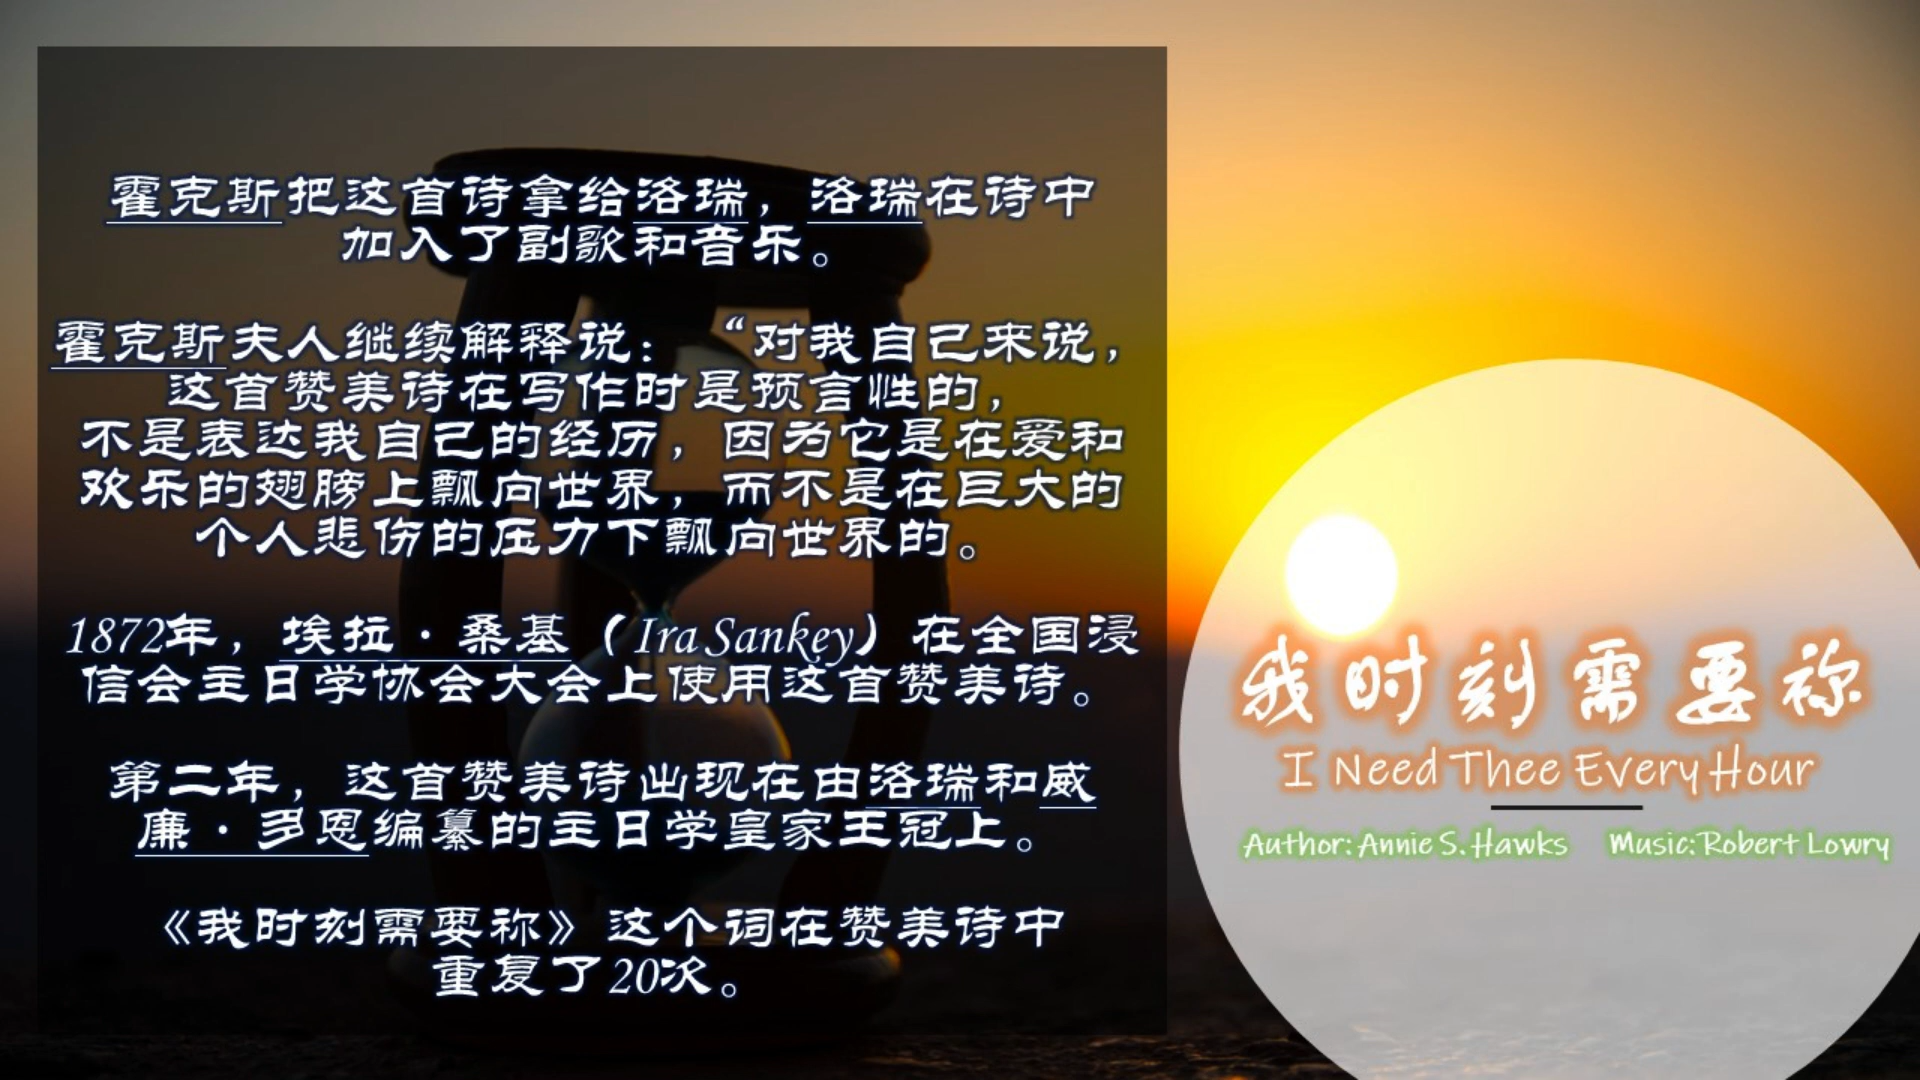 霍克斯把这首诗拿给洛瑞，洛瑞在诗中
加入了副歌和音乐。
霍克斯夫人继续解释说：“对我自己来说，
这首赞美诗在写作时是预言性的，
不是表达我自己的经历，因为它是在爱和
欢乐的翅膀上飘向世界，而不是在巨大的
个人悲伤的压力下飘向世界的。
1872年，埃拉·桑基（Ira Sankey）在全国浸
信会主日学协会大会上使用这首赞美诗。
第二年，这首赞美诗出现在由洛瑞和威
廉·多恩编纂的主日学皇家王冠上。
《我时刻需要祢》这个词在赞美诗中
重复了20次。
我时刻需要祢
I Need Thee Every Hour
Author: Annie S. Hawks Music: Robert Lowry